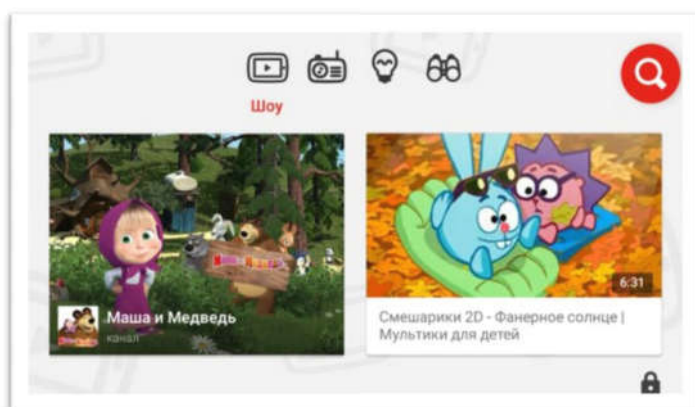 Шоу
Маша и Медведь
канал
6:31
Смешарики 2D - Фанерное солнце |
Мультики для детей